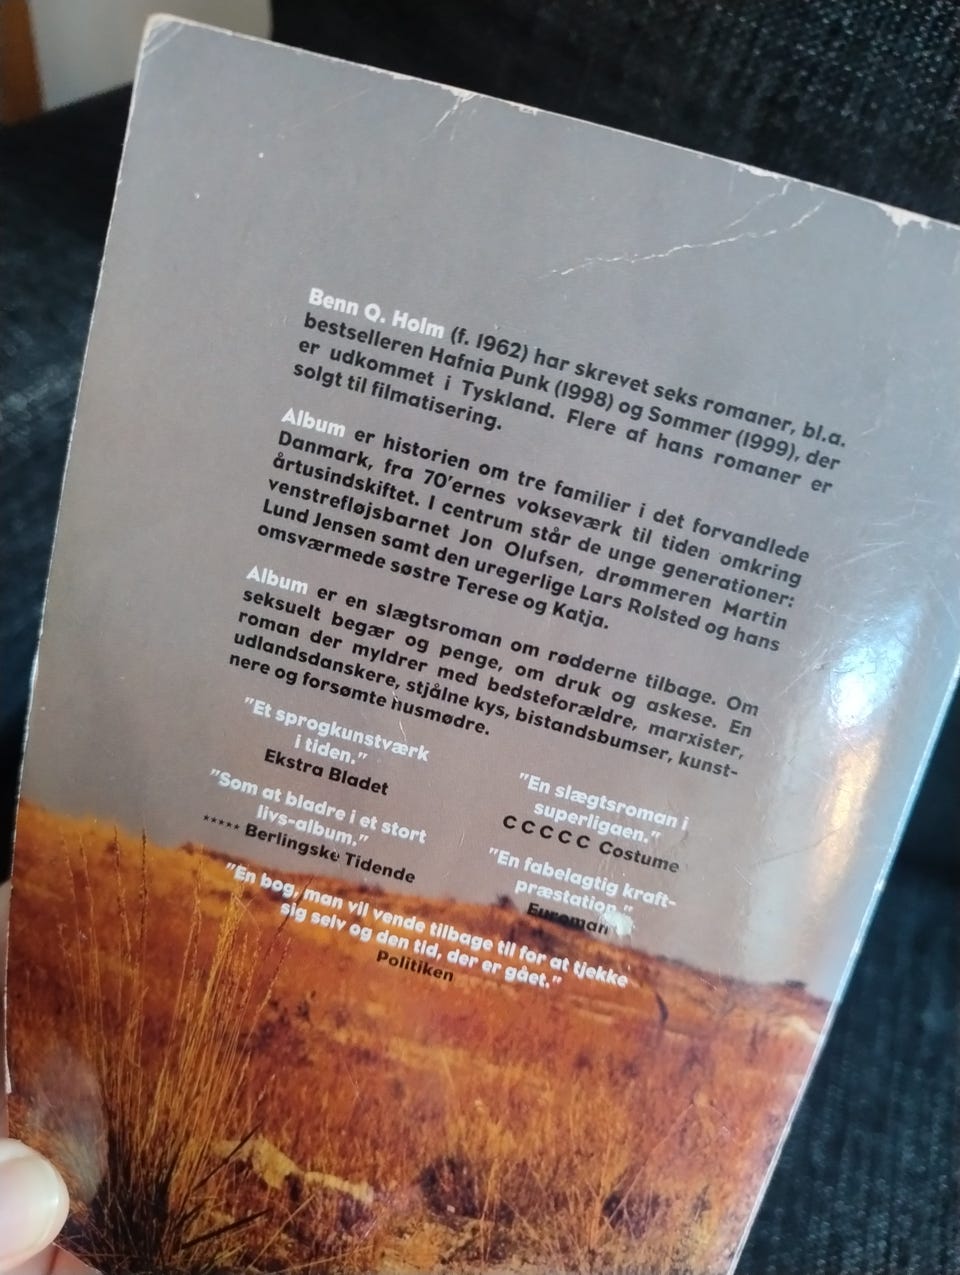 Benn Q. Holm (f. 1962) har skrevet seks romaner, bl.a.
bestselleren Hafnia Punk (1998) og Sommer (1999), der
er udkommet i Tyskland. Flere af hans romaner er
solgt til filmatisering.
Album er historien om tre familier i det forvandlede
Danmark, fra 70'ernes vokseværk til tiden omkring
årtusindskiftet. I centrum står de unge generationer:
venstrefløjsbarnet Jon Olufsen, drømmeren Martin
Lund Jensen samt den uregerlige Lars Rolsted og hans
omsværmede søstre Terese og Katja.
Album er en slægtsroman om rødderne tilbage. Om
seksuelt begær og penge, om druk og askese. En
roman der myldrer med bedsteforældre, marxister,
udlandsdanskere, stjålne kys, bistandsbumser, kunst-
nere og forsømte husmødre.
"Et sprogkunstværk
i tiden."
Ekstra Bladet
"Som at bladre i et stort
livs-album."
***** Berlingske Tidende
"En slægtsroman i
superligaen."
C C C C C Costume
"En fabelagtig kraft-
præstation."
Euroman
"En bog, man vil vende tilbage til for at tjekke
sig selv og den tid, der er gået."
Politiken